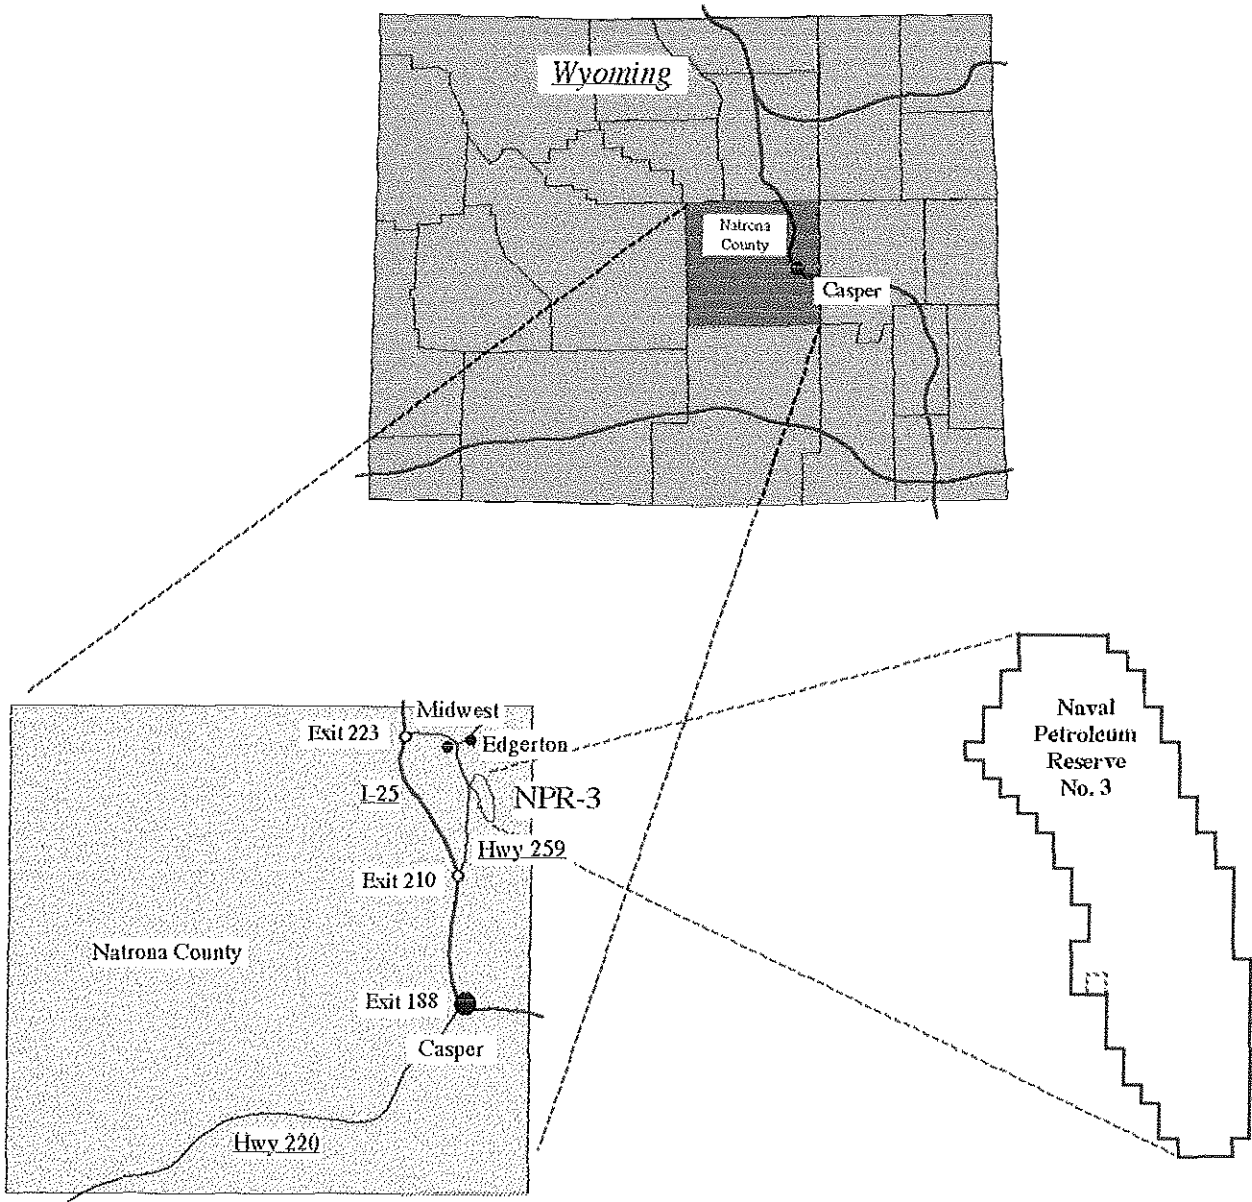 Wyoming
Natrona
County
Casper
Midwest
Exit 223
Edgerton
I-25
NPR-3
Hwy 259
Exit 210
Natrona County
Exit 188
Casper
Hwy 220
Naval
Petroleum
Reserve
No. 3